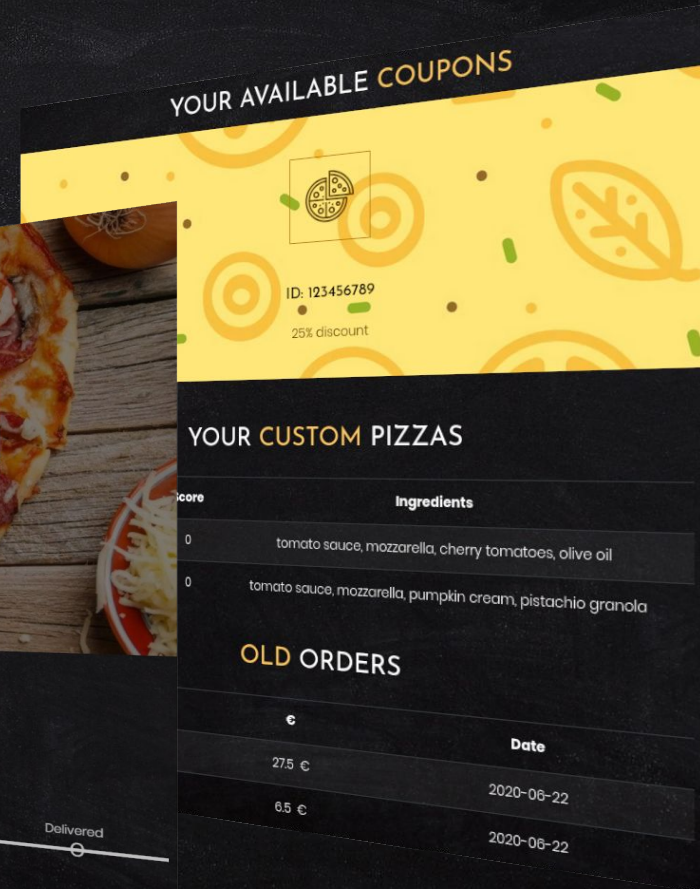 YOUR AVAILABLE COUPONS
ID: 123456789
25% discount
YOUR CUSTOM PIZZAS
Score Ingredients
0 tomato sauce, mozzarella, cherry tomatoes, olive oil
0 tomato sauce, mozzarella, pumpkin cream, pistachio granola
OLD ORDERS
€ Date
27.5 € 2020-06-22
6.5 € 2020-06-22
Delivered